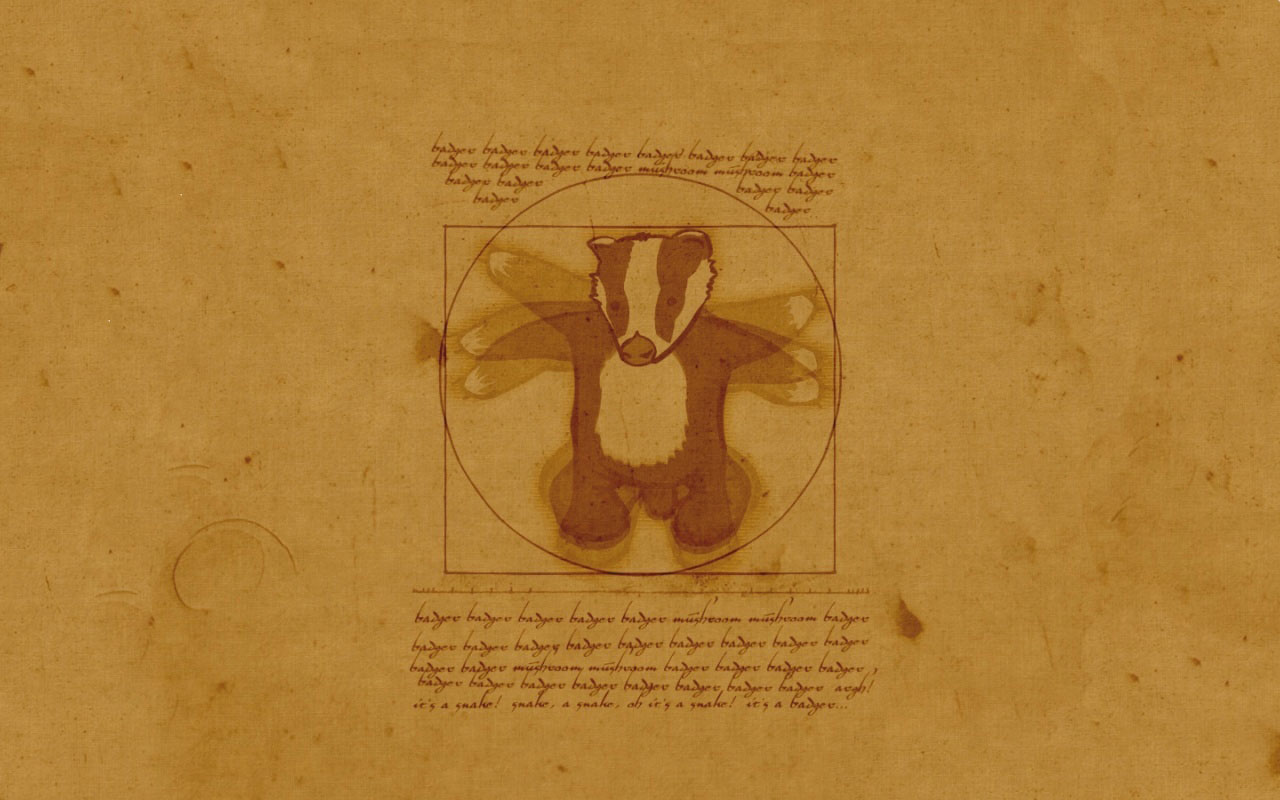 badger badger badger badger badger badger badger badger
badger badger badger badger mushroom mushroom badger
badger badger badger badger
badger badger
badger badger badger badger badger mushroom mushroom badger
badger badger badger badger badger badger badger badger badger
badger badger mushroom mushroom badger badger badger badger,
badger badger badger badger badger badger badger badger argh!
it's a snake! snake, a snake, oh it's a snake! it's a badger...